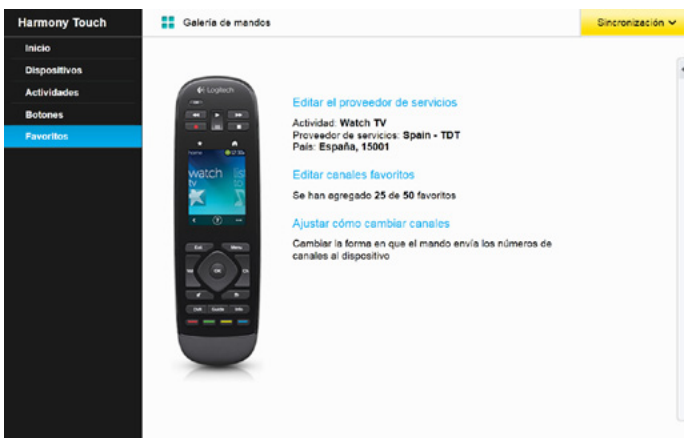 Harmony Touch
Galería de mandos
Sincronización
Inicio
Dispositivos
Actividades
Botones
Favoritos
Logitech
watch
tv
Exit
Menu
Vol
OK
Ch
DVR
Guide
Info
Editar el proveedor de servicios
Actividad: Watch TV
Proveedor de servicios: Spain - TDT
País: España, 15001
Editar canales favoritos
Se han agregado 25 de 50 favoritos
Ajustar cómo cambiar canales
Cambiar la forma en que el mando envía los números de
canales al dispositivo